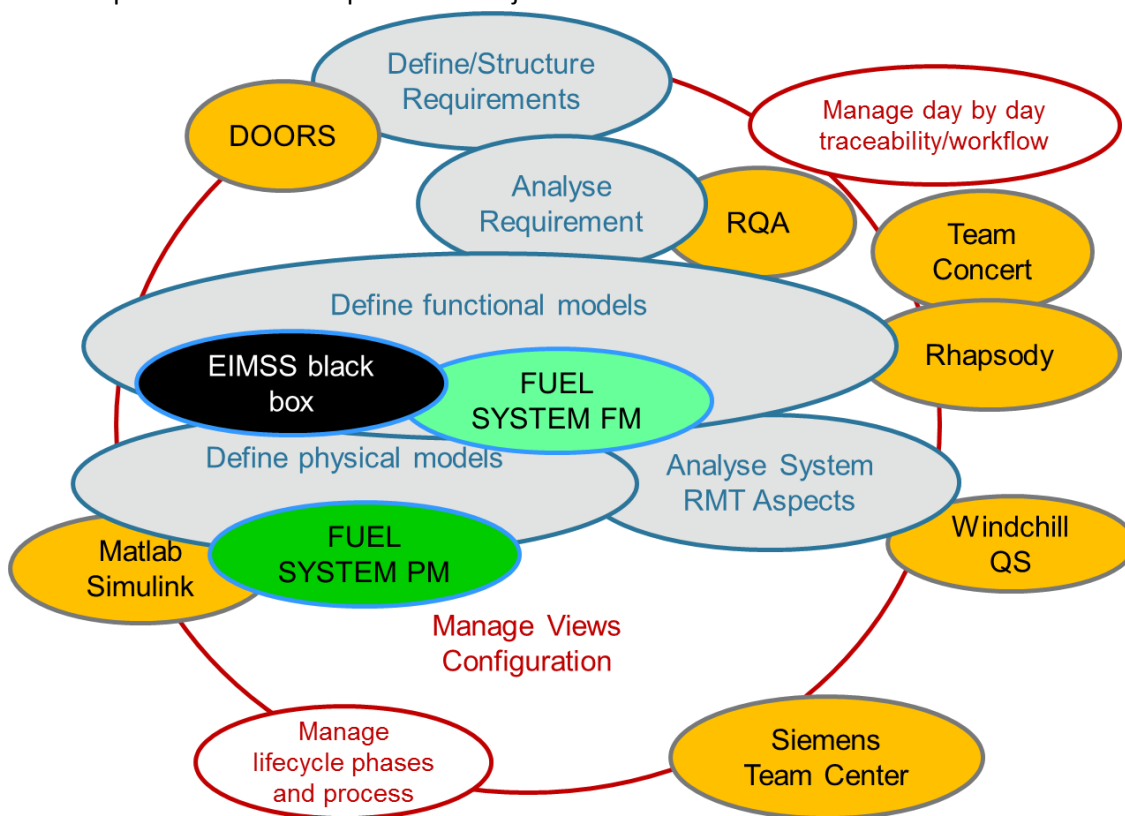 Define/Structure
Requirements
DOORS
Manage day by day
traceability/workflow
Analyse
Requirement
RQA
Team
Concert
Define functional models
Rhapsody
EIMSS black
box
FUEL
SYSTEM FM
Define physical models
Analyse System
RMT Aspects
Matlab
Simulink
FUEL
SYSTEM PM
Windchill
QS
Manage Views
Configuration
Manage
lifecycle phases
and process
Siemens
Team Center